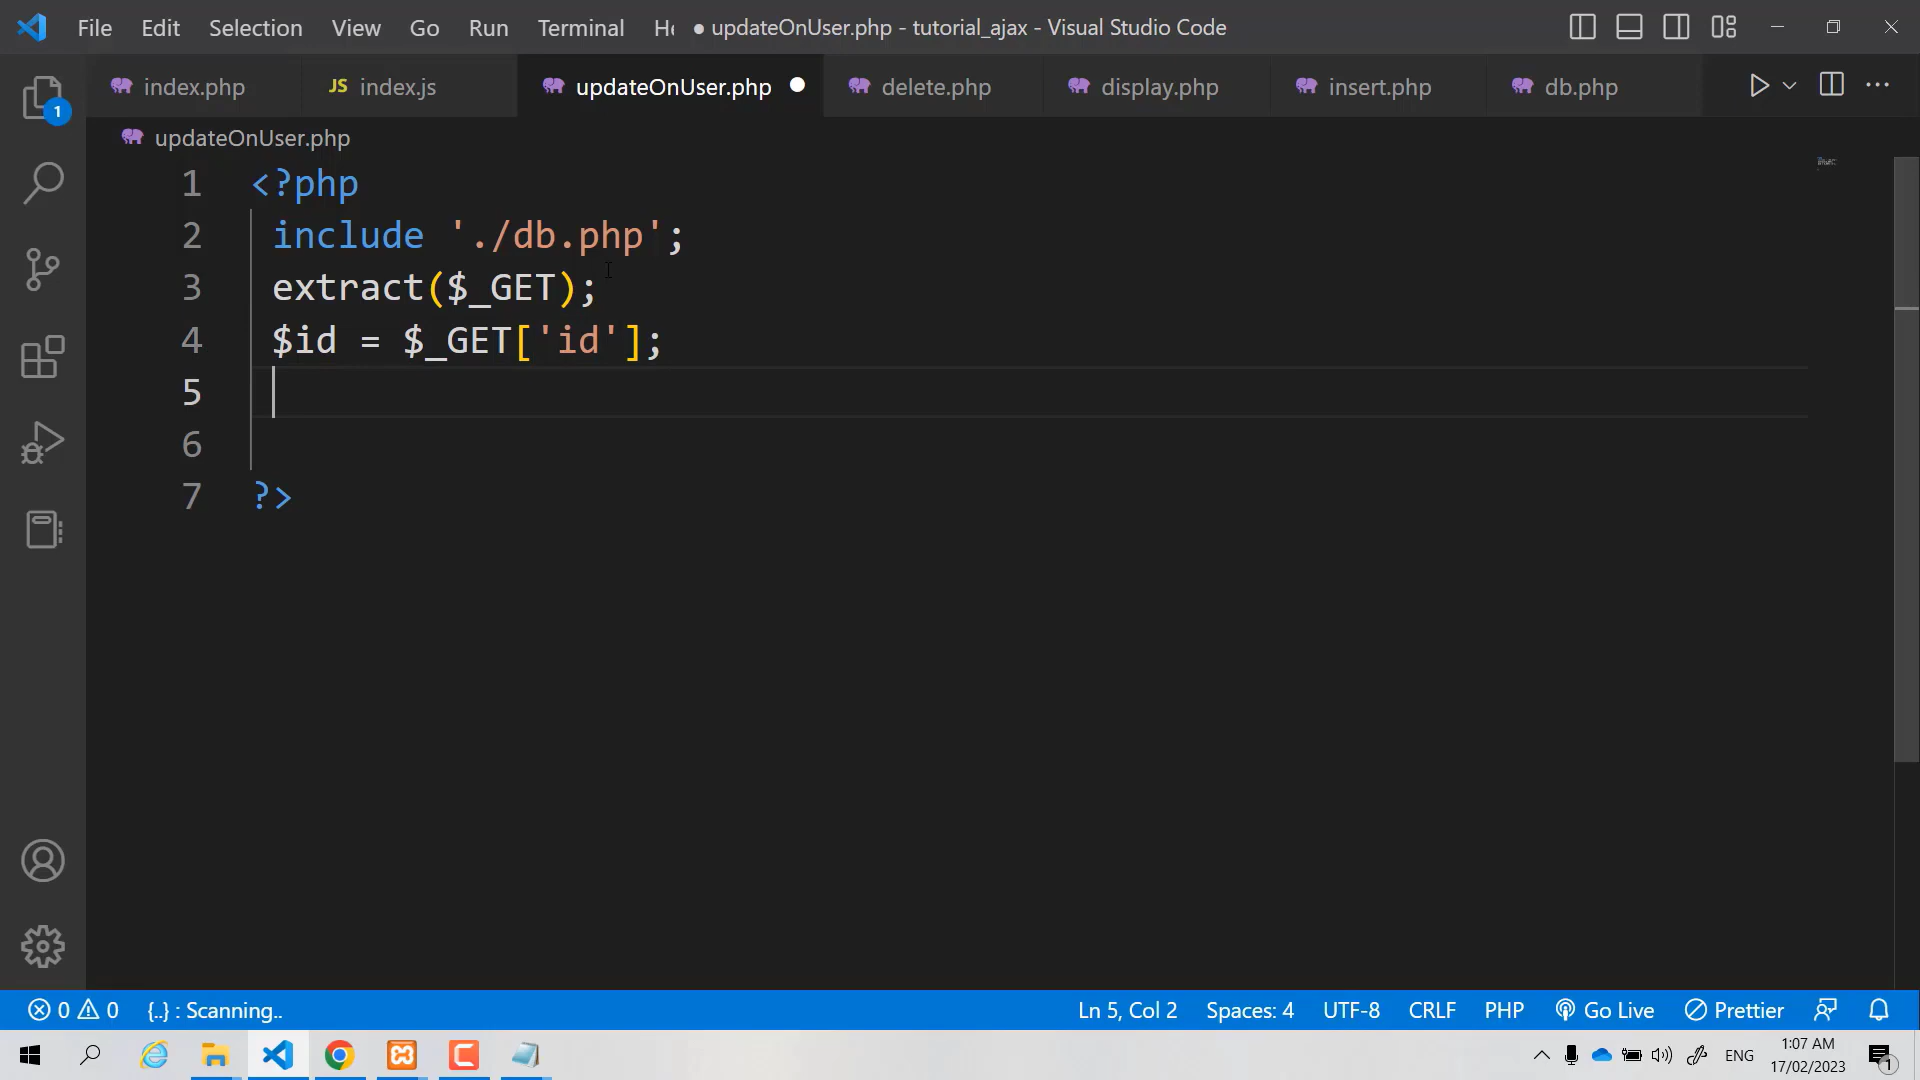 File Edit Selection View Go Run Terminal He ● updateOnUser.php - tutorial_ajax - Visual Studio Code
index.php JS index.js updateOnUser.php ● delete.php display.php insert.php db.php
1
updateOnUser.php
1 <?php
2 include './db.php';
3 extract($_GET);
4 $id = $_GET['id'];
5
6
7 ?>
0 0 {..} : Scanning.. Ln 5, Col 2 Spaces: 4 UTF-8 CRLF PHP Go Live Prettier
ENG 1:07 AM
17/02/2023 1